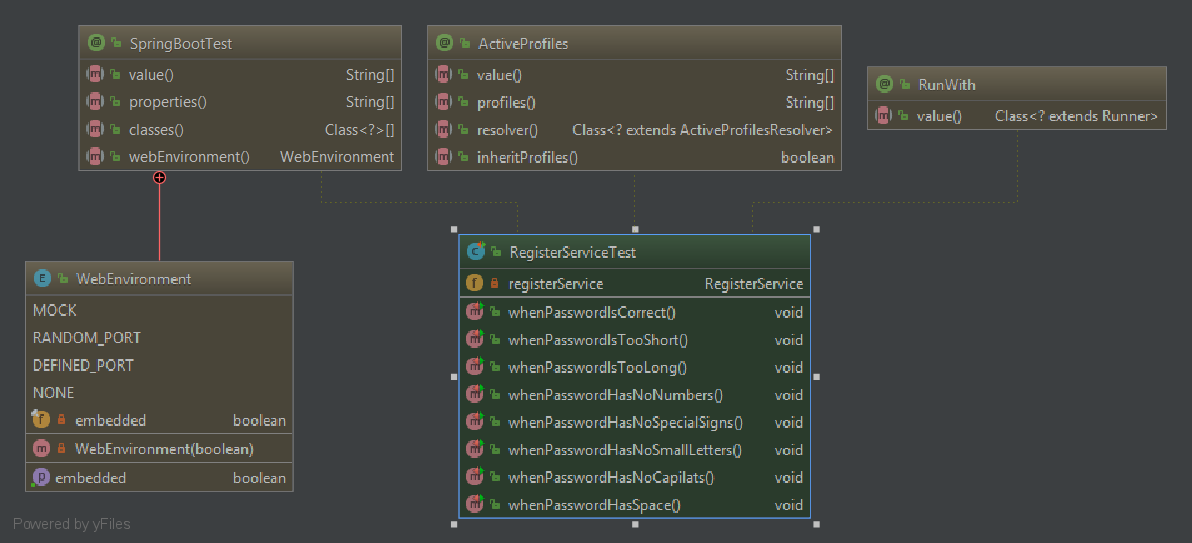 SpringBootTest
value() String[]
properties() String[]
classes() Class<?>[]
webEnvironment() WebEnvironment
ActiveProfiles
value() String[]
profiles() String[]
resolver() Class<? extends ActiveProfilesResolver>
inheritProfiles() boolean
RunWith
value() Class<? extends Runner>
WebEnvironment
MOCK
RANDOM_PORT
DEFINED_PORT
NONE
embedded boolean
WebEnvironment(boolean)
embedded boolean
RegisterServiceTest
registerService RegisterService
whenPasswordIsCorrect() void
whenPasswordIsTooShort() void
whenPasswordIsTooLong() void
whenPasswordHasNoNumbers() void
whenPasswordHasNoSpecialSigns() void
whenPasswordHasNoSmallLetters() void
whenPasswordHasNoCapilats() void
whenPasswordHasSpace() void
Powered by yFiles